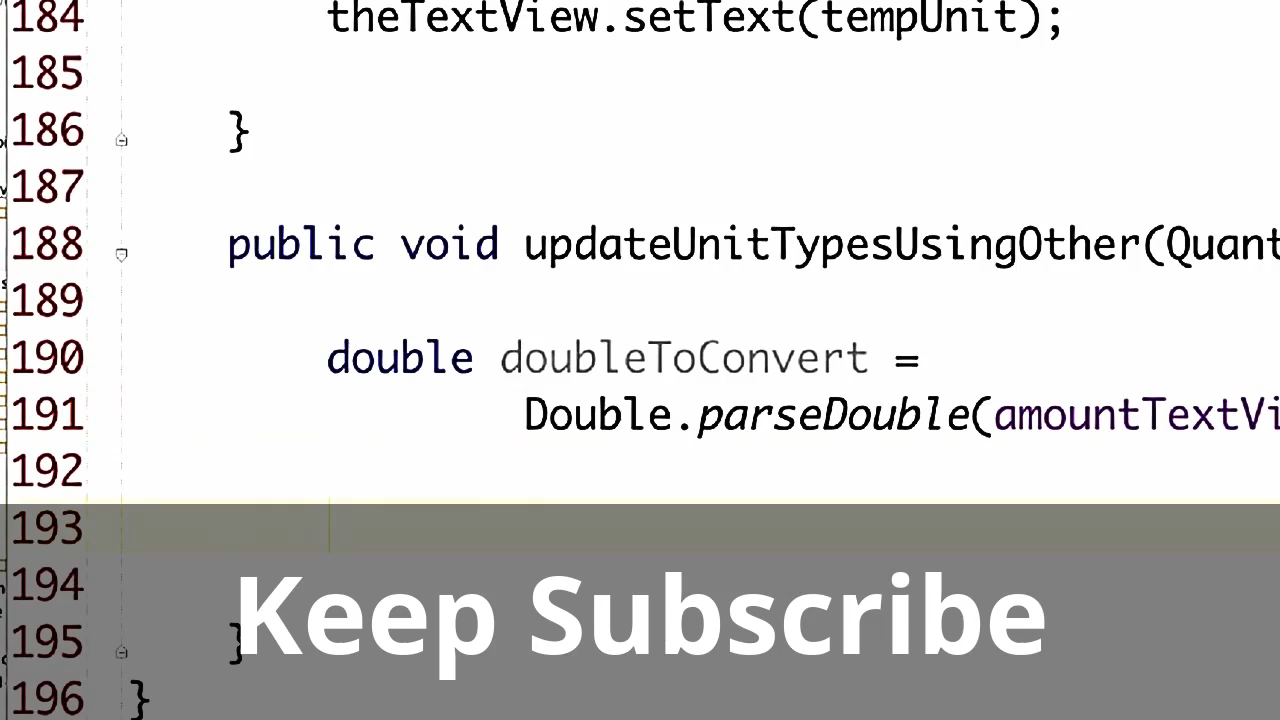 184 theTextView.setText(tempUnit);
185
186 }
187
188 public void updateUnitTypesUsingOther(Quant
189
190 double doubleToConvert =
191 Double.parseDouble(amountTextVi
192
193
194
195 }
196 }
Keep Subscribe